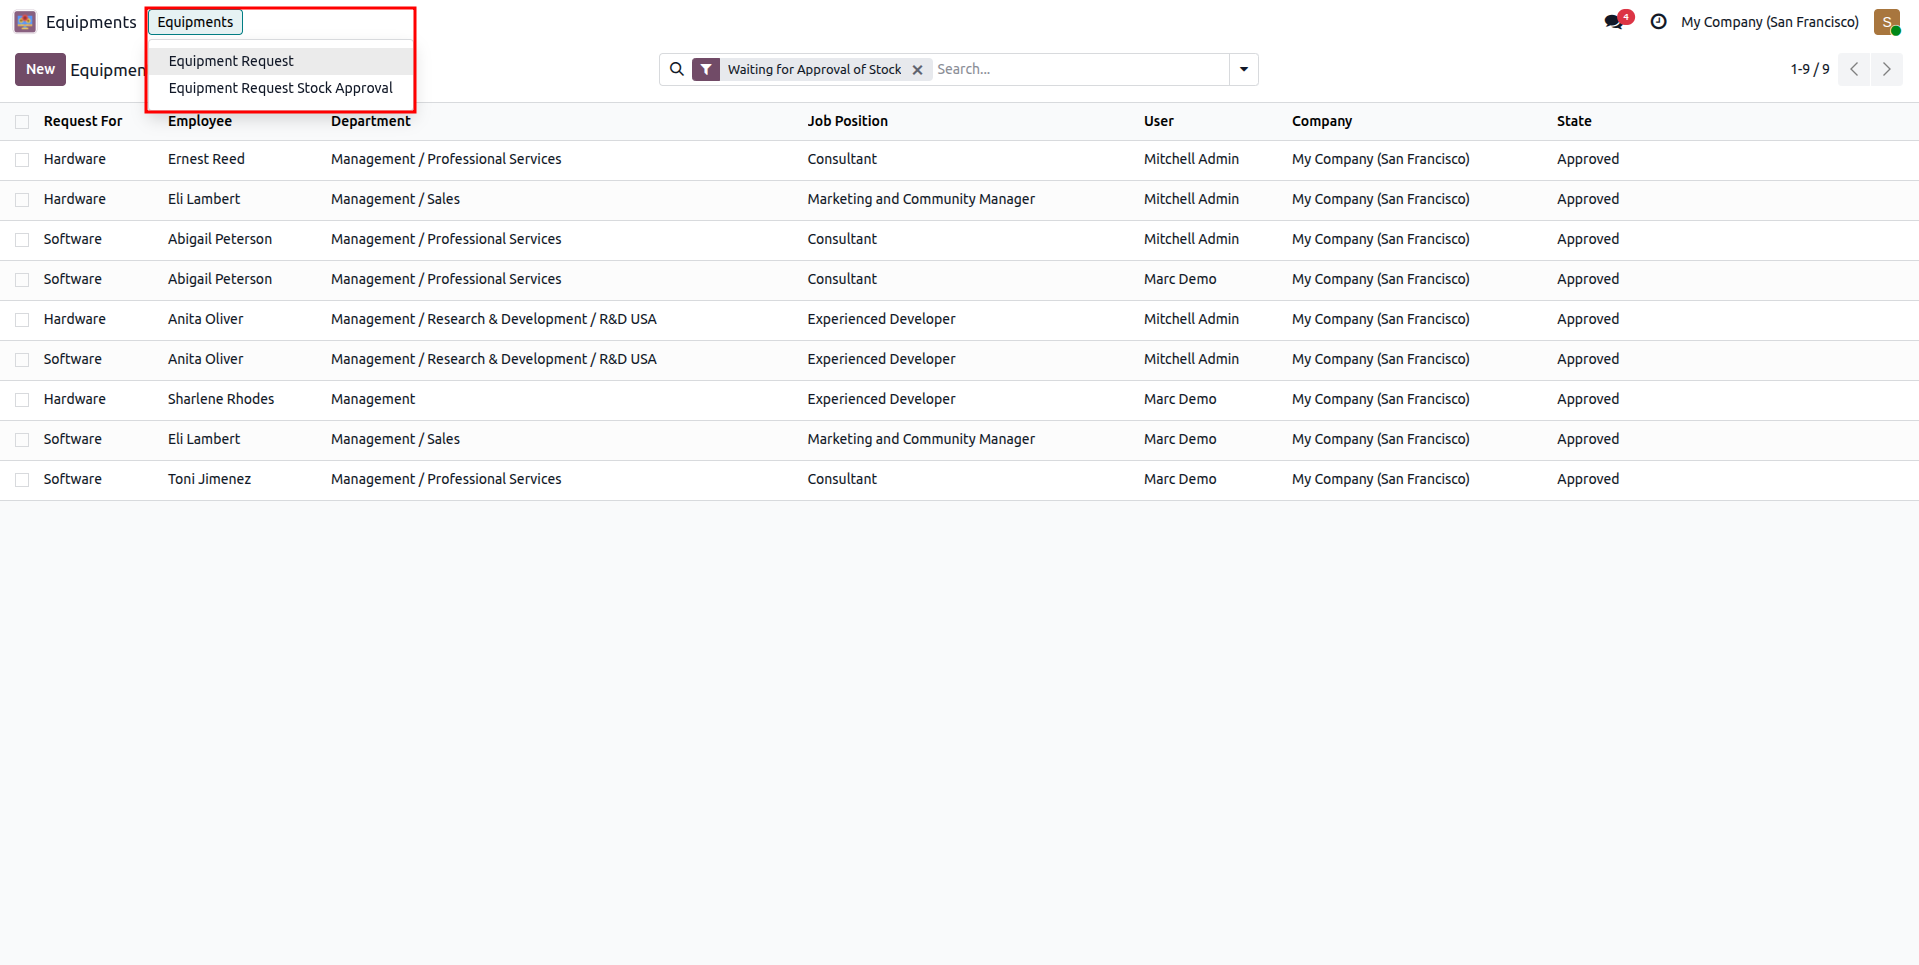 Equipments Equipments 4 My Company (San Francisco) S
Equipment Request
New Equipmen Waiting for Approval of Stock Search... 1-9 / 9
Equipment Request Stock Approval
Request For Employee Department Job Position User Company State
Hardware Ernest Reed Management / Professional Services Consultant Mitchell Admin My Company (San Francisco) Approved
Hardware Eli Lambert Management / Sales Marketing and Community Manager Mitchell Admin My Company (San Francisco) Approved
Software Abigail Peterson Management / Professional Services Consultant Mitchell Admin My Company (San Francisco) Approved
Software Abigail Peterson Management / Professional Services Consultant Marc Demo My Company (San Francisco) Approved
Hardware Anita Oliver Management / Research & Development / R&D USA Experienced Developer Mitchell Admin My Company (San Francisco) Approved
Software Anita Oliver Management / Research & Development / R&D USA Experienced Developer Mitchell Admin My Company (San Francisco) Approved
Hardware Sharlene Rhodes Management Experienced Developer Marc Demo My Company (San Francisco) Approved
Software Eli Lambert Management / Sales Marketing and Community Manager Marc Demo My Company (San Francisco) Approved
Software Toni Jimenez Management / Professional Services Consultant Marc Demo My Company (San Francisco) Approved